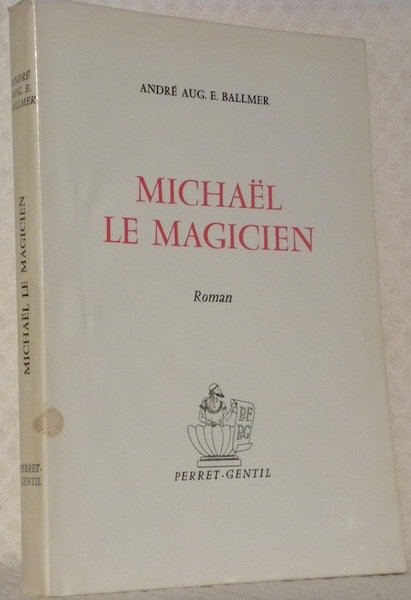 ANDRÉ
AUG. E.
BALLMER
MICHAËL LE MAGICIEN
PERRET-
GENTIL
ANDRÉ AUG. E. BALLMER
MICHAËL
LE MAGICIEN
Roman
P.F.
P.G
PERRET-GENTIL